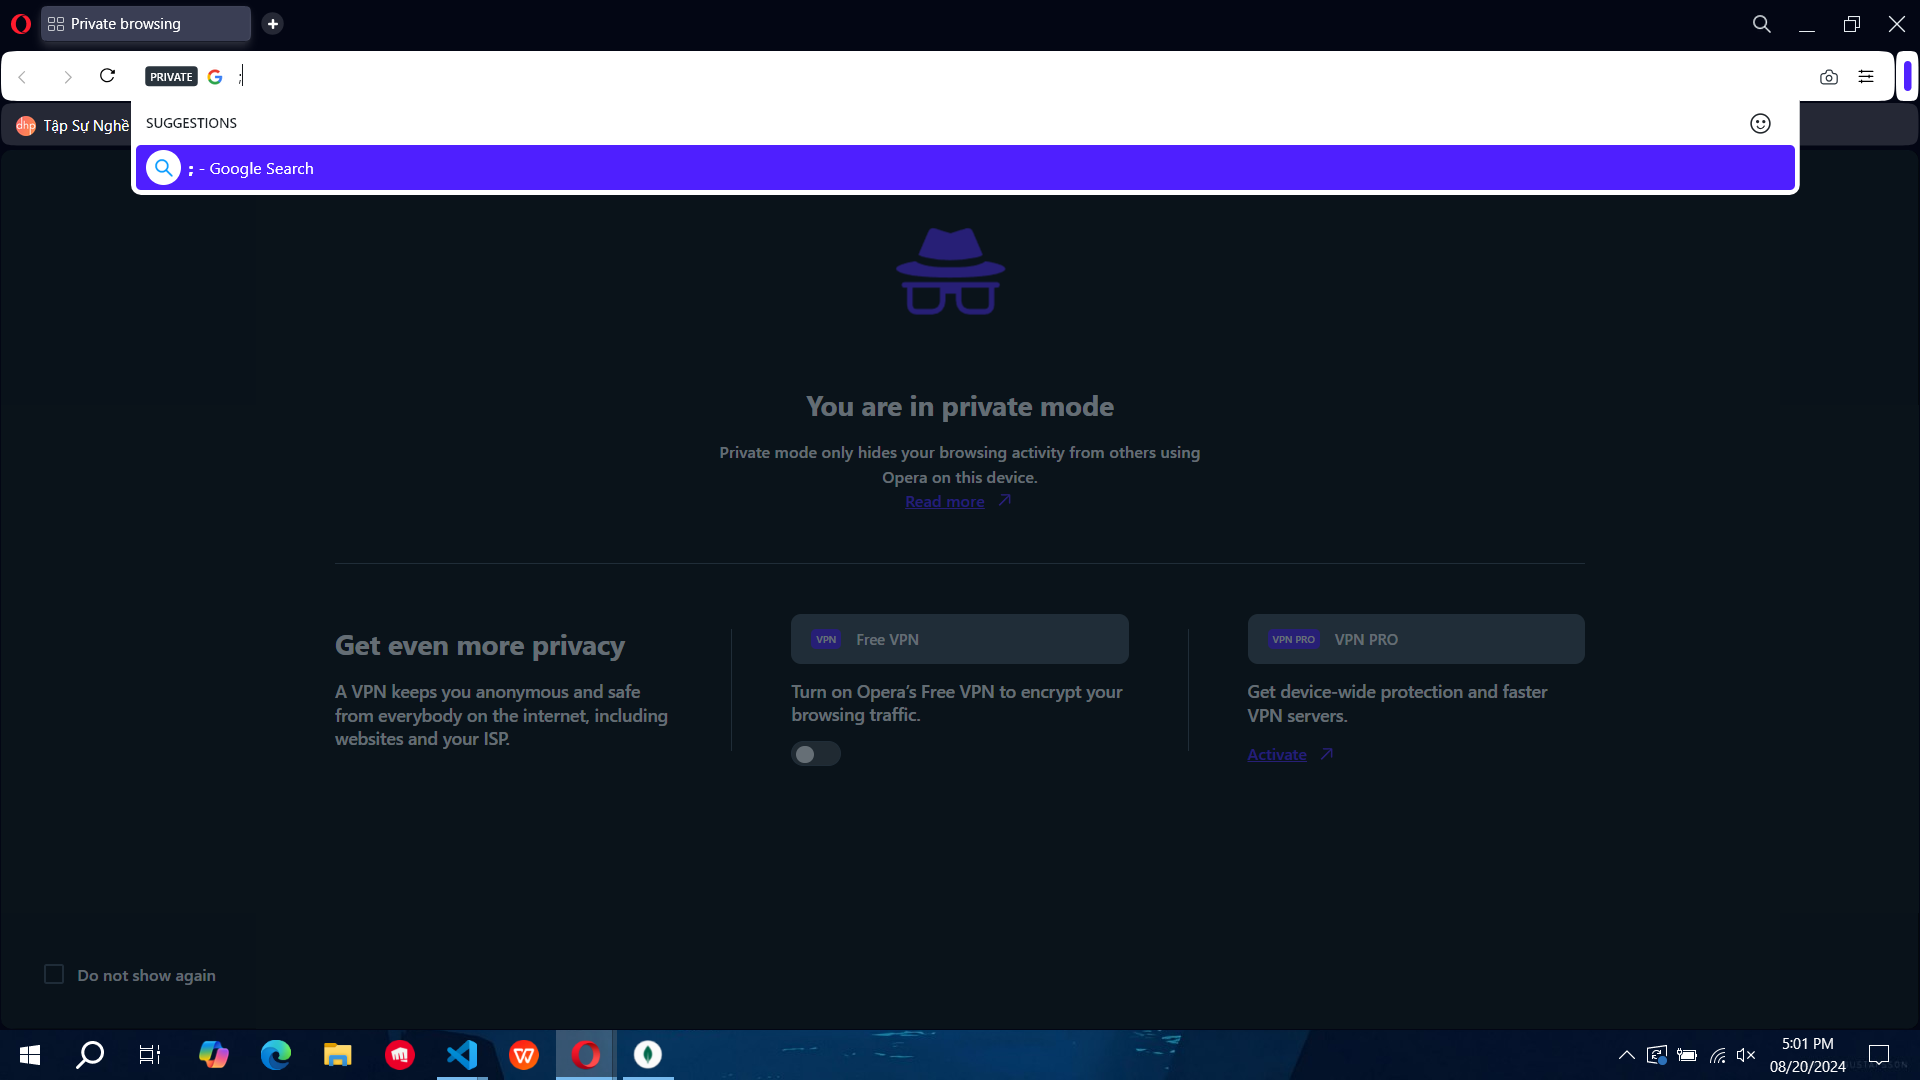 Private browsing
PRIVATE ;
dhp Tập Sự Nghề
SUGGESTIONS
; - Google Search
You are in private mode
Private mode only hides your browsing activity from others using
Opera on this device.
Read more
Get even more privacy
A VPN keeps you anonymous and safe
from everybody on the internet, including
websites and your ISP.
VPN Free VPN
Turn on Opera’s Free VPN to encrypt your
browsing traffic.
VPN PRO VPN PRO
Get device-wide protection and faster
VPN servers.
Activate
Do not show again
5:01 PM
08/20/2024